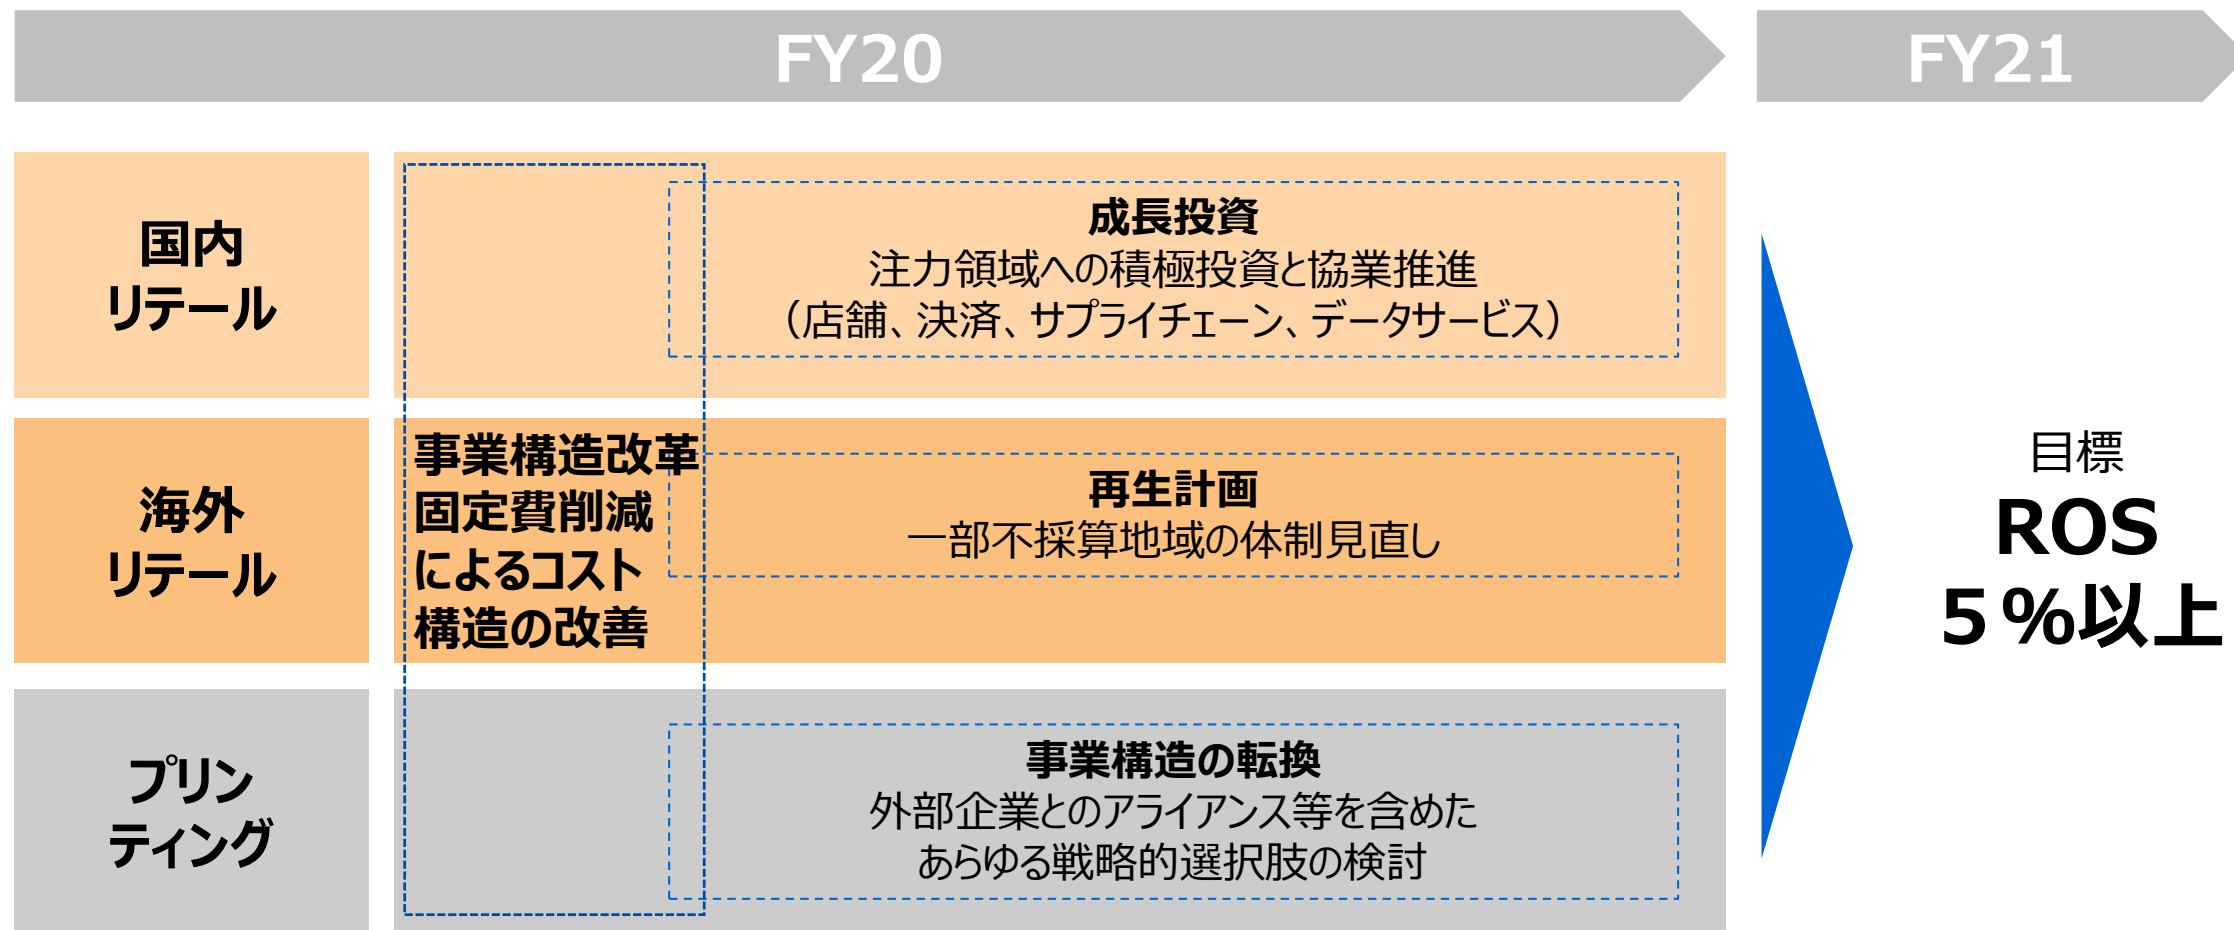 FY20
FY21
国内
リテール
成長投資
注力領域への積極投資と協業推進
（店舗、決済、サプライチェーン、データサービス）
海外
リテール
事業構造改革
固定費削減
によるコスト
構造の改善
再生計画
一部不採算地域の体制見直し
プリン
ティング
事業構造の転換
外部企業とのアライアンス等を含めた
あらゆる戦略的選択肢の検討
目標
ROS
５%以上